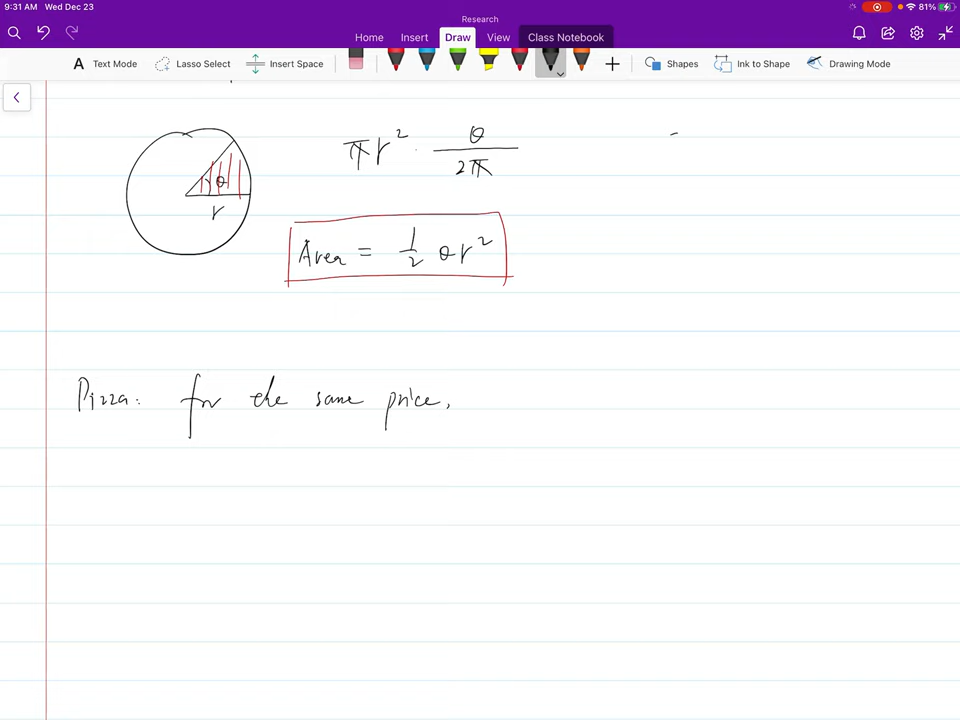 9:31 AM Wed Dec 23
81%
Research
Home Insert Draw View Class Notebook
Text Mode Lasso Select Insert Space Shapes Ink to Shape Drawing Mode
πr² · θ/2π
θ
r
Area = 1/2 θr²
Pizza: for the same price,